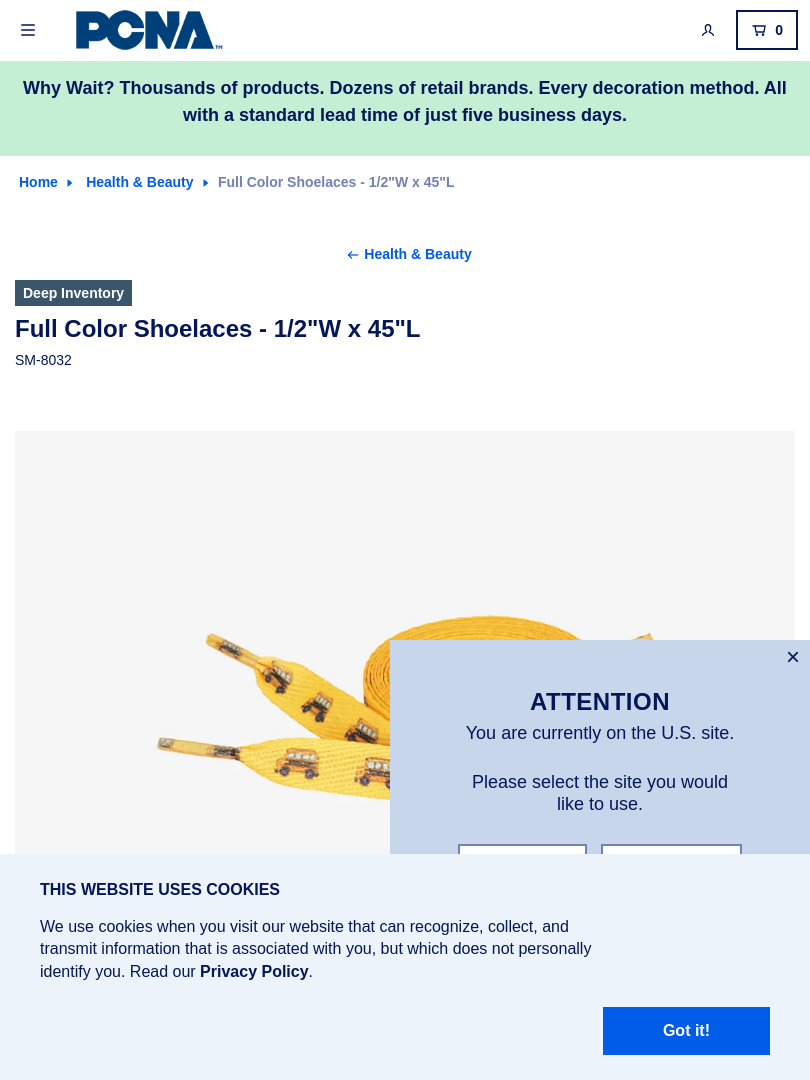 PCNA™
0
Why Wait? Thousands of products. Dozens of retail brands. Every decoration method. All
with a standard lead time of just five business days.
Home
Health & Beauty
Full Color Shoelaces - 1/2"W x 45"L
Health & Beauty
Deep Inventory
Full Color Shoelaces - 1/2"W x 45"L
SM-8032
ATTENTION
You are currently on the U.S. site.
Please select the site you would
like to use.
THIS WEBSITE USES COOKIES
We use cookies when you visit our website that can recognize, collect, and
transmit information that is associated with you, but which does not personally
identify you. Read our Privacy Policy.
Got it!